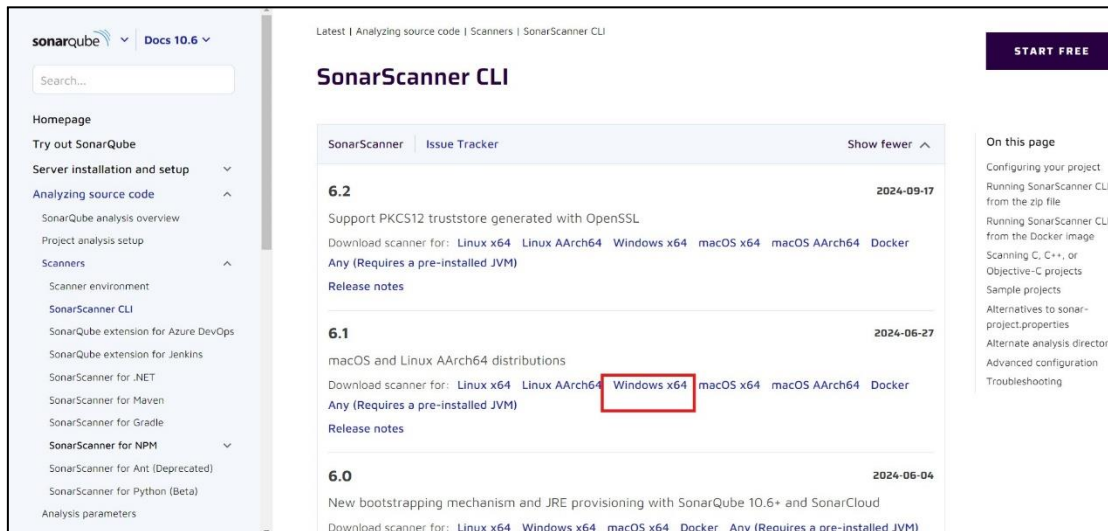 sonarqube Docs 10.6
Search...
Homepage
Try out SonarQube
Server installation and setup
Analyzing source code
SonarQube analysis overview
Project analysis setup
Scanners
Scanner environment
SonarScanner CLI
SonarQube extension for Azure DevOps
SonarQube extension for Jenkins
SonarScanner for .NET
SonarScanner for Maven
SonarScanner for Gradle
SonarScanner for NPM
SonarScanner for Ant (Deprecated)
SonarScanner for Python (Beta)
Analysis parameters
Latest | Analyzing source code | Scanners | SonarScanner CLI
SonarScanner CLI
SonarScanner Issue Tracker Show fewer
6.2 2024-09-17
Support PKCS12 truststore generated with OpenSSL
Download scanner for: Linux x64 Linux AArch64 Windows x64 macOS x64 macOS AArch64 Docker
Any (Requires a pre-installed JVM)
Release notes
6.1 2024-06-27
macOS and Linux AArch64 distributions
Download scanner for: Linux x64 Linux AArch64 Windows x64 macOS x64 macOS AArch64 Docker
Any (Requires a pre-installed JVM)
Release notes
6.0 2024-06-04
New bootstrapping mechanism and JRE provisioning with SonarQube 10.6+ and SonarCloud
Download scanner for: Linux x64 Windows x64 macOS x64 Docker Any (Requires a pre-installed JVM)
START FREE
On this page
Configuring your project
Running SonarScanner CLI
from the zip file
Running SonarScanner CLI
from the Docker image
Scanning C, C++, or
Objective-C projects
Sample projects
Alternatives to sonar-
project.properties
Alternate analysis director
Advanced configuration
Troubleshooting